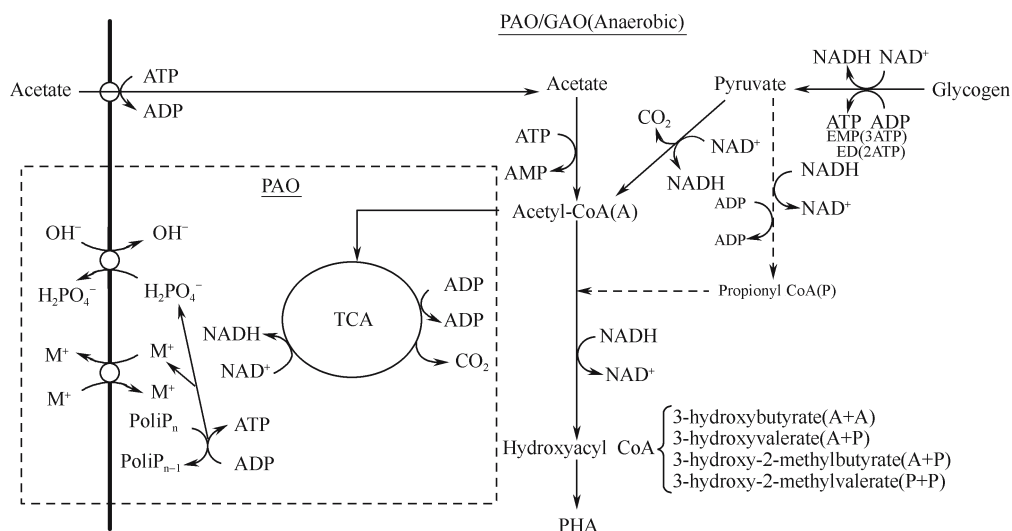 PAO/GAO(Anaerobic)
Acetate
ATP
ADP
Acetate
Pyruvate
NADH
NAD⁺
Glycogen
ATP
ADP
EMP(3ATP)
ED(2ATP)
CO₂
NAD⁺
NADH
ATP
AMP
NADH
NAD⁺
ADP
ADP
PAO
Acetyl-CoA(A)
OH⁻
OH⁻
H₂PO₄⁻
H₂PO₄⁻
Propionyl CoA(P)
TCA
ADP
ADP
NADH
NAD⁺
CO₂
NADH
NAD⁺
M⁺
M⁺
M⁺
M⁺
PoliPₙ
ATP
PoliPₙ₋₁
ADP
Hydroxyacyl CoA
3-hydroxybutyrate(A+A)
3-hydroxyvalerate(A+P)
3-hydroxy-2-methylbutyrate(A+P)
3-hydroxy-2-methylvalerate(P+P)
PHA